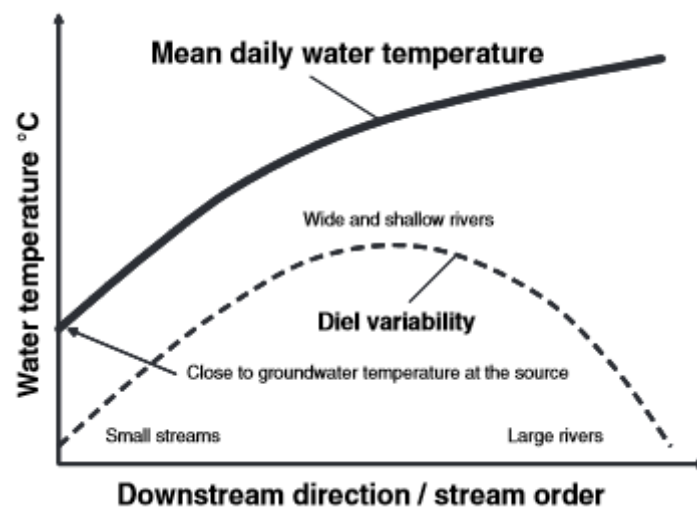 Mean daily water temperature
Water temperature °C
Wide and shallow rivers
Diel variability
Close to groundwater temperature at the source
Small streams
Large rivers
Downstream direction / stream order